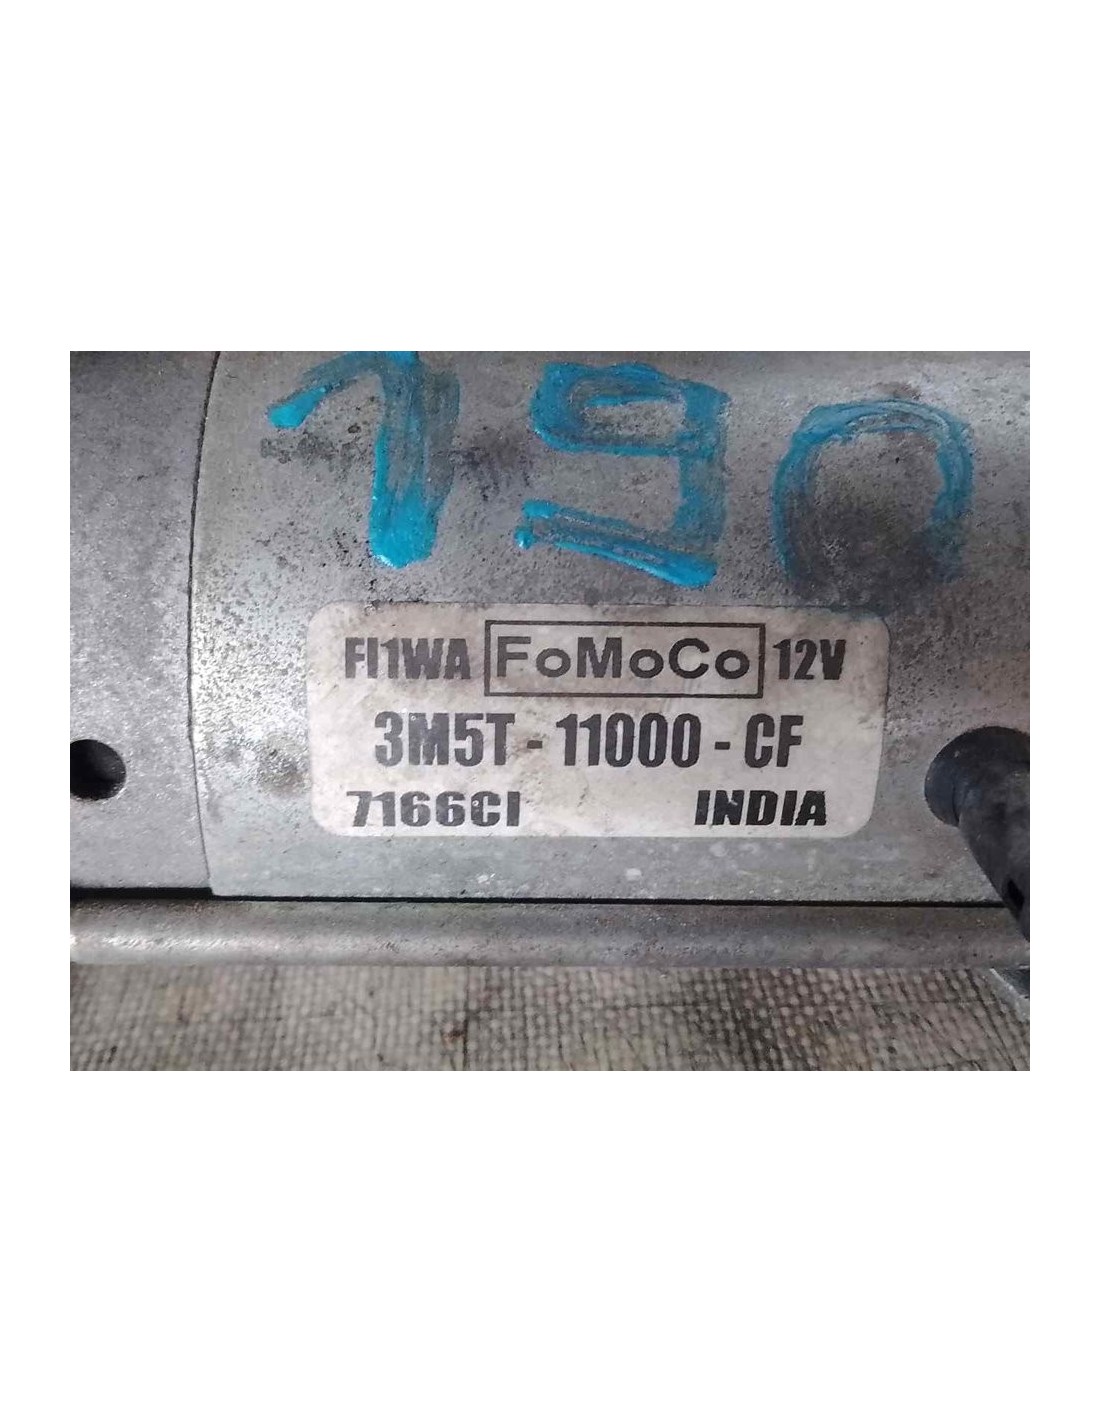 190
FI1WA FoMoCo 12V
3M5T - 11000 - CF
7166CI INDIA